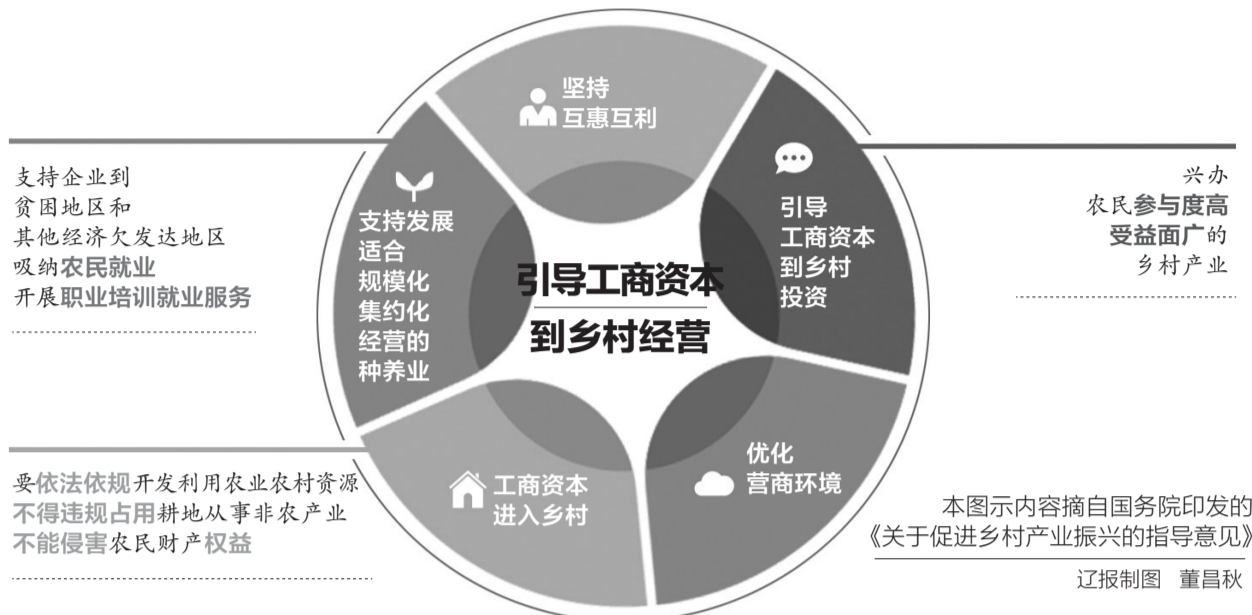 坚持
互惠互利
支持企业到
贫困地区和
其他经济欠发达地区
吸纳农民就业
开展职业培训就业服务
支持发展
适合
规模化
集约化
经营的
种养业
引导工商资本
到乡村经营
引导
工商资本
到乡村
投资
兴办
农民参与度高
受益面广的
乡村产业
要依法依规开发利用农业农村资源
不得违规占用耕地从事非农产业
不能侵害农民财产权益
工商资本
进入乡村
优化
营商环境
本图示内容摘自国务院印发的
《关于促进乡村产业振兴的指导意见》
辽报制图 董昌秋